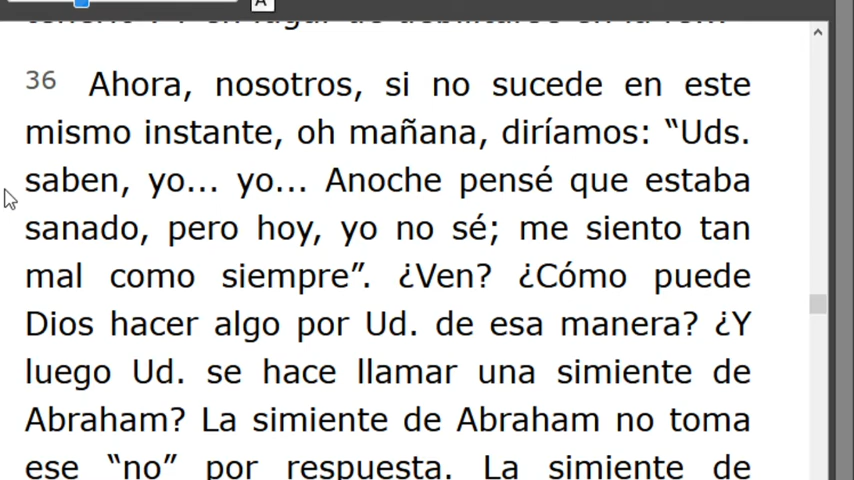 36 Ahora, nosotros, si no sucede en este
mismo instante, oh mañana, diríamos: “Uds.
saben, yo... yo... Anoche pensé que estaba
sanado, pero hoy, yo no sé; me siento tan
mal como siempre”. ¿Ven? ¿Cómo puede
Dios hacer algo por Ud. de esa manera? ¿Y
luego Ud. se hace llamar una simiente de
Abraham? La simiente de Abraham no toma
ese “no” por respuesta. La simiente de